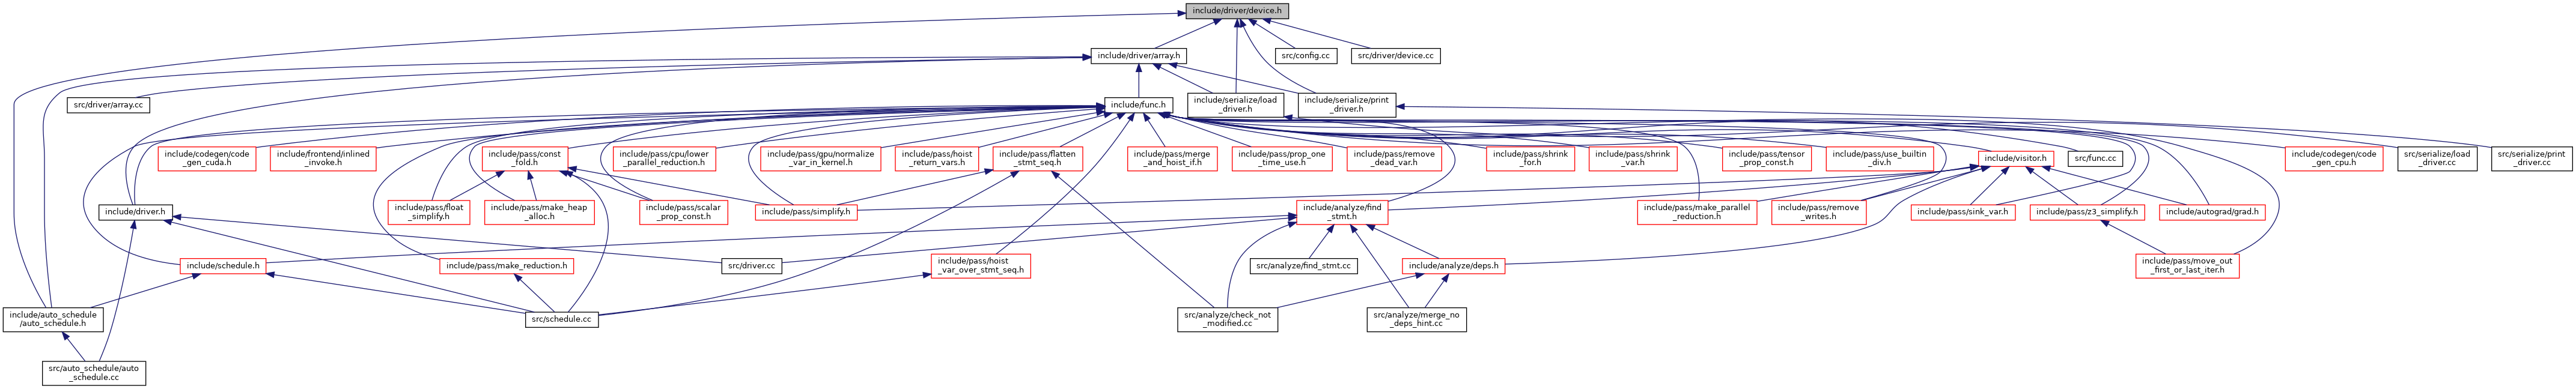 include/driver/device.h
include/driver/array.h
src/config.cc
src/driver/device.cc
src/driver/array.cc
include/func.h
include/serialize/load
_driver.h
include/serialize/print
_driver.h
include/codegen/code
_gen_cuda.h
include/frontend/inlined
_invoke.h
include/pass/const
_fold.h
include/pass/cpu/lower
_parallel_reduction.h
include/pass/gpu/normalize
_var_in_kernel.h
include/pass/hoist
_return_vars.h
include/pass/flatten
_stmt_seq.h
include/pass/merge
_and_hoist_if.h
include/pass/prop_one
_time_use.h
include/pass/remove
_dead_var.h
include/pass/shrink
_for.h
include/pass/shrink
_var.h
include/pass/tensor
_prop_const.h
include/pass/use_builtin
_div.h
include/visitor.h
src/func.cc
include/codegen/code
_gen_cpu.h
src/serialize/load
_driver.cc
src/serialize/print
_driver.cc
include/driver.h
include/pass/float
_simplify.h
include/pass/make_heap
_alloc.h
include/pass/scalar
_prop_const.h
include/pass/simplify.h
include/analyze/find
_stmt.h
include/pass/make_parallel
_reduction.h
include/pass/remove
_writes.h
include/pass/sink_var.h
include/pass/z3_simplify.h
include/autograd/grad.h
include/schedule.h
include/pass/make_reduction.h
src/driver.cc
include/pass/hoist
_var_over_stmt_seq.h
src/analyze/find_stmt.cc
include/analyze/deps.h
include/pass/move_out
_first_or_last_iter.h
include/auto_schedule
/auto_schedule.h
src/schedule.cc
src/analyze/check_not
_modified.cc
src/analyze/merge_no
_deps_hint.cc
src/auto_schedule/auto
_schedule.cc